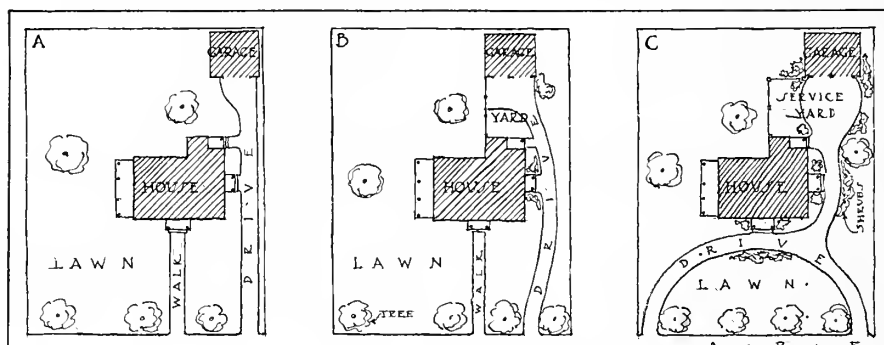 A
GARAGE
HOUSE
DRIVE
LAWN
WALK
B
GARAGE
YARD
HOUSE
DRIVE
LAWN
WALK
TREE
C
GARAGE
SERVICE
YARD
HOUSE
SHRUBS
DRIVE
LAWN